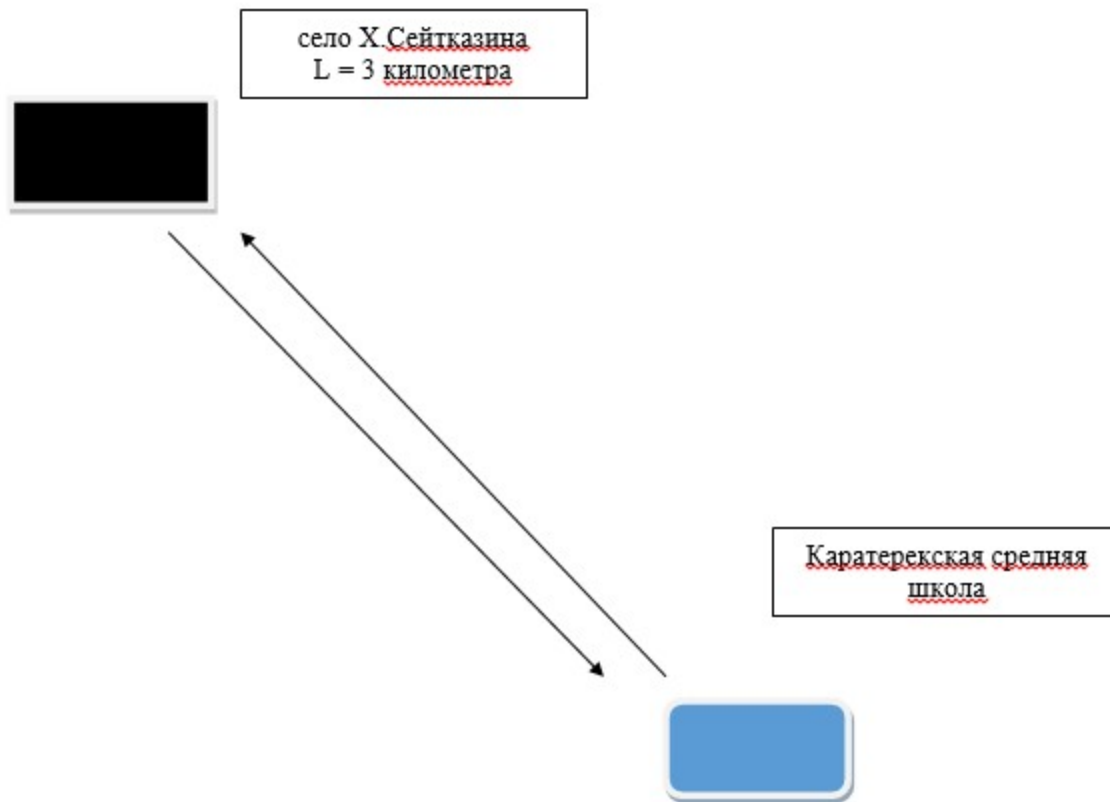 село Х.Сейтказина
L = 3 километра
Каратерекская средняя
школа